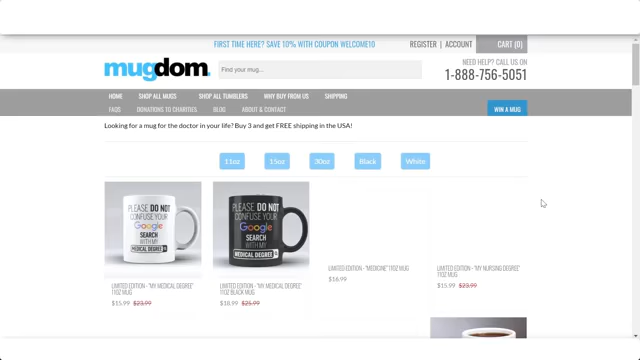 FIRST TIME HERE? SAVE 10% WITH COUPON WELCOME10
REGISTER | ACCOUNT
CART (0)
mugdom.
Find your mug...
NEED HELP? CALL US ON
1-888-756-5051
HOME SHOP ALL MUGS SHOP ALL TUMBLERS WHY BUY FROM US SHIPPING
FAQS DONATIONS TO CHARITIES BLOG ABOUT & CONTACT
WIN A MUG
Looking for a mug for the doctor in your life? Buy 3 and get FREE shipping in the USA!
11oz 15oz 30oz Black White
PLEASE DO NOT
CONFUSE YOUR
Google
SEARCH
WITH MY
MEDICAL DEGREE
PLEASE DO NOT
CONFUSE YOUR
Google
SEARCH
WITH MY
MEDICAL DEGREE
LIMITED EDITION - "MY MEDICAL DEGREE"
11OZ MUG
$15.99 $23.99
LIMITED EDITION - "MY MEDICAL DEGREE"
11OZ BLACK MUG
$16.99 $21.99
LIMITED EDITION - "MEDICINE" 11OZ MUG
$16.99
LIMITED EDITION - "MY NURSING DEGREE"
11OZ MUG
$15.99 $23.99